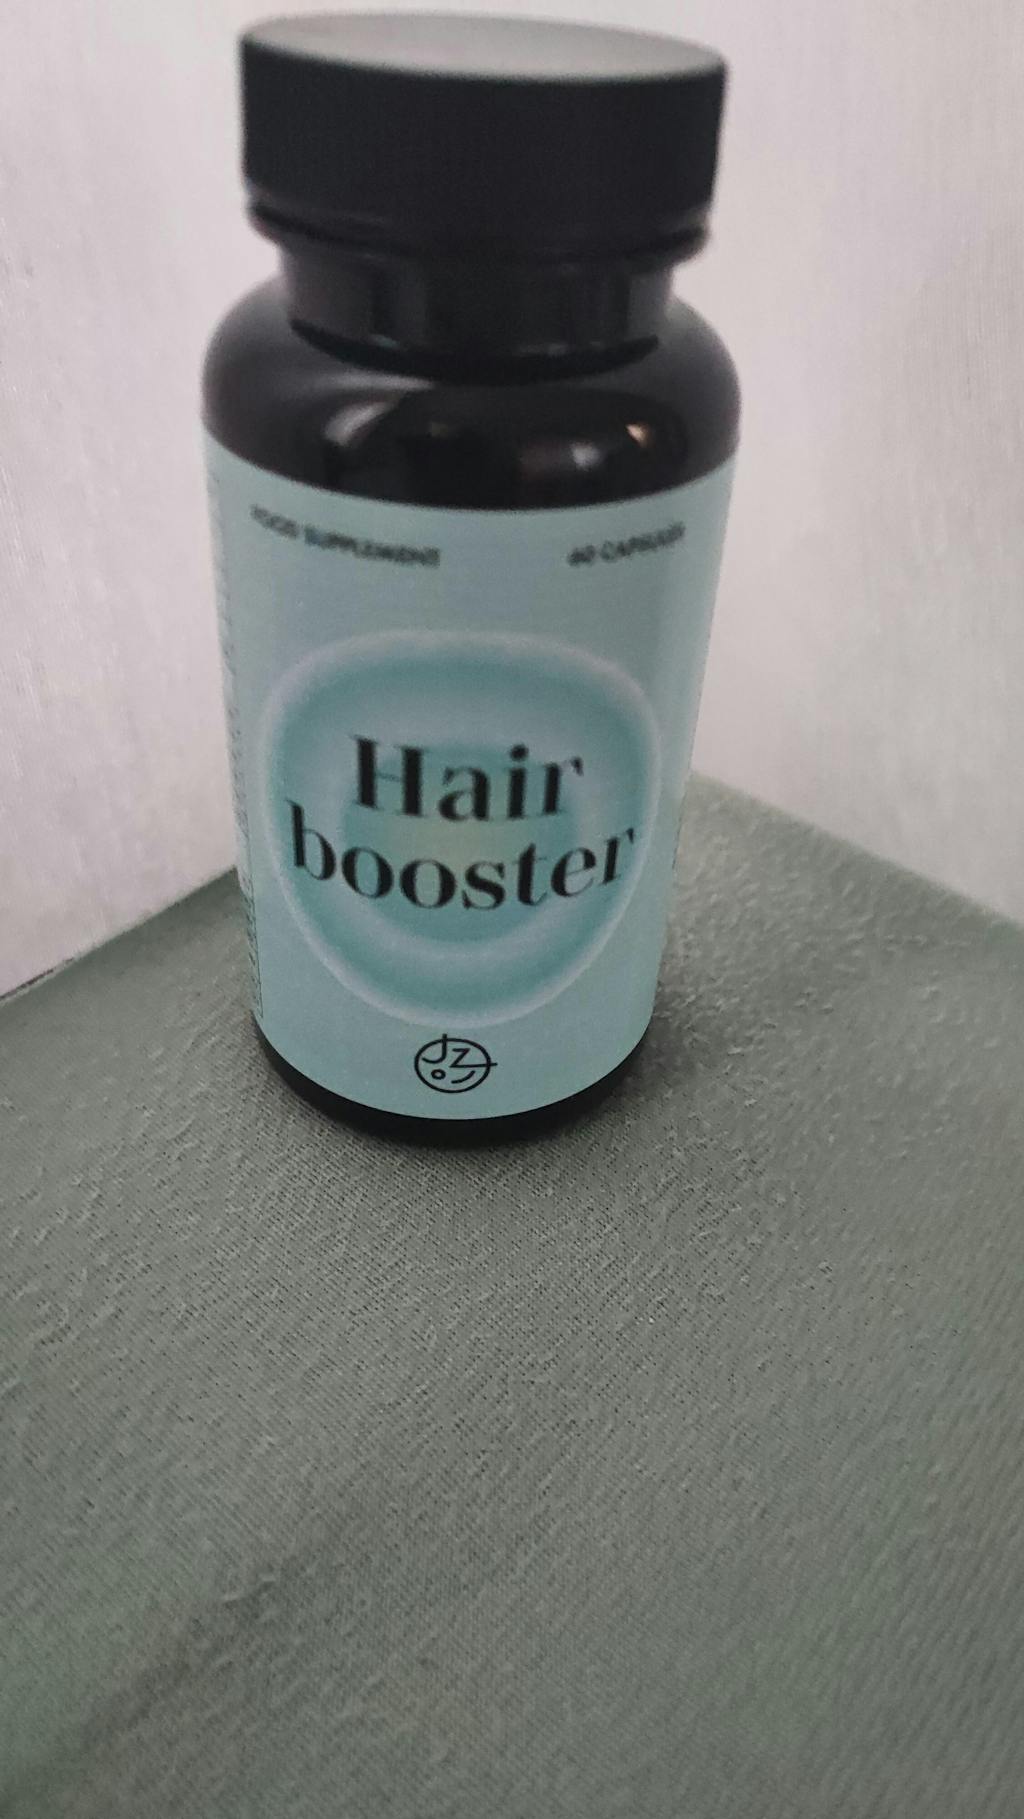 FOOD SUPPLEMENT
60 CAPSULES
Hair
booster